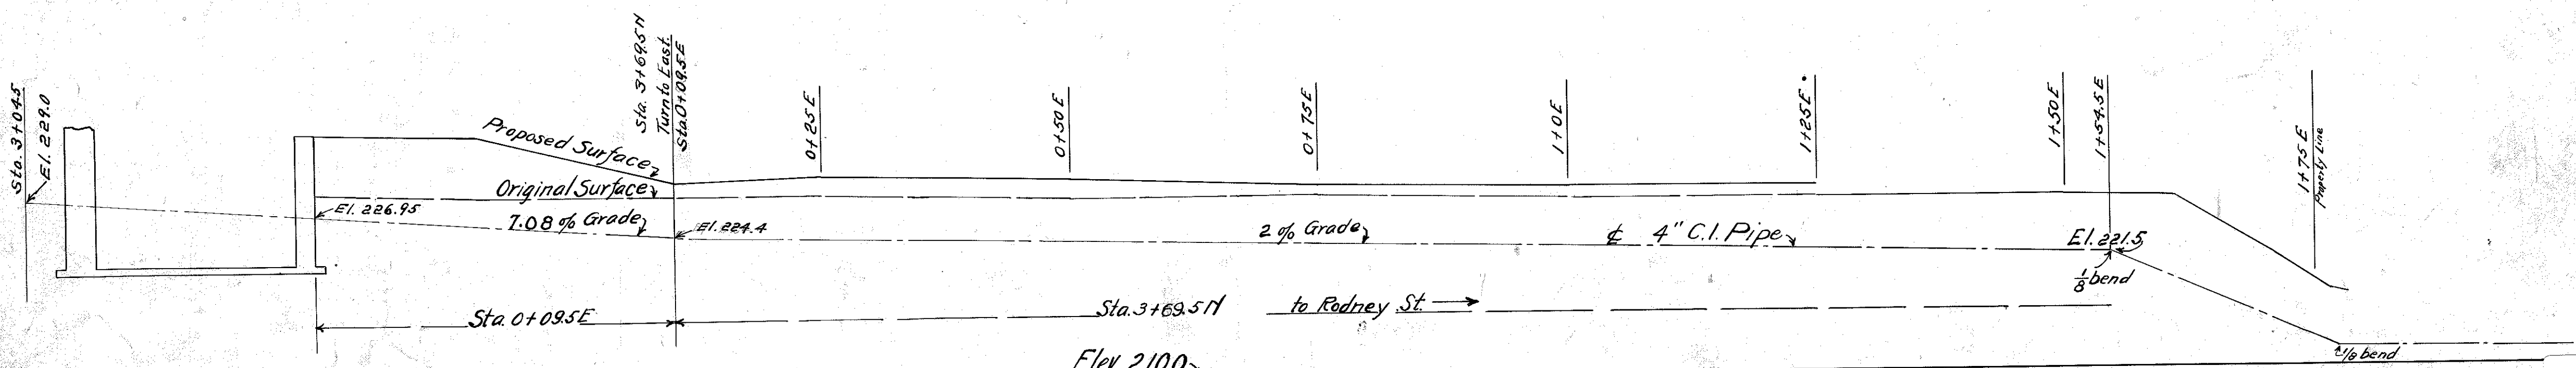 Sta. 3+04.5
El. 229.0
Proposed Surface
Original Surface
El. 226.95
7.08 % Grade
Sta. 3+69.5 N
Turn to East.
Sta. 0+09.5 E
El. 224.4
0+25 E
0+50 E
0+75 E
1+0 E
1+25 E
1+50 E
1+54.5 E
1+75 E
Property Line
2 % Grade
℄ 4" C.I. Pipe
El. 221.5
1/8 bend
Sta. 0+09.5 E
Sta. 3+69.5 N to Rodney St.
1/8 bend
Elev 210.0